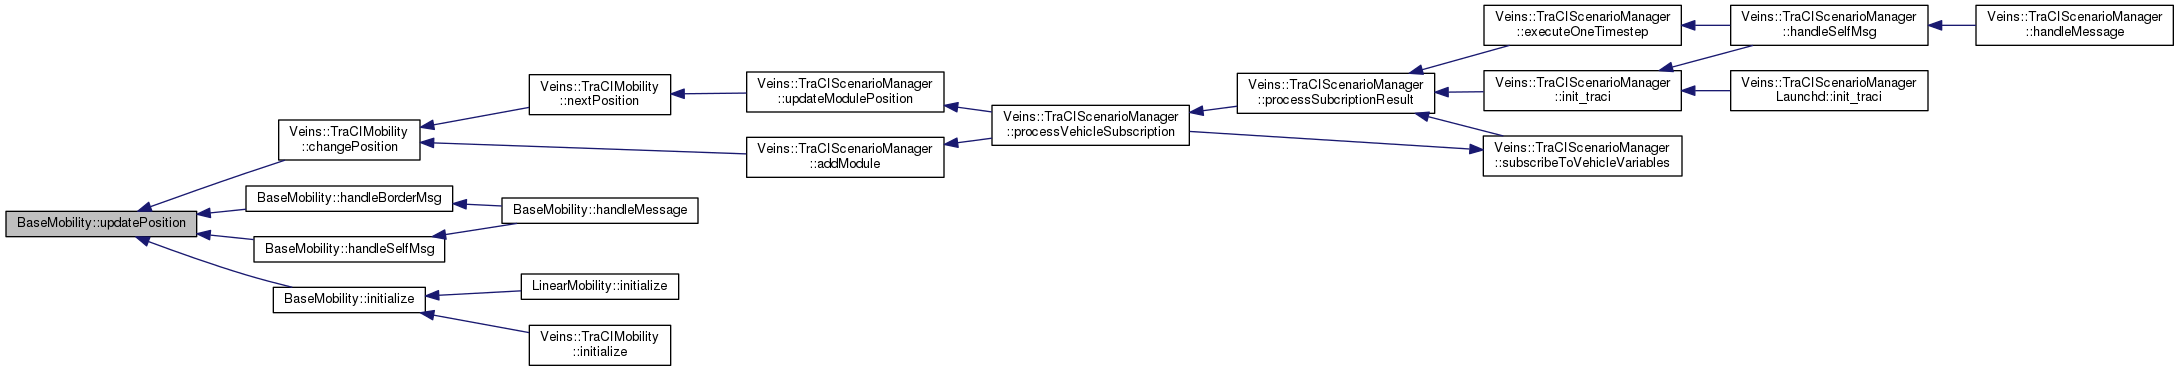 BaseMobility::updatePosition
Veins::TraCIMobility
::changePosition
BaseMobility::handleBorderMsg
BaseMobility::handleSelfMsg
BaseMobility::initialize
Veins::TraCIMobility
::nextPosition
BaseMobility::handleMessage
LinearMobility::initialize
Veins::TraCIMobility
::initialize
Veins::TraCIScenarioManager
::updateModulePosition
Veins::TraCIScenarioManager
::addModule
Veins::TraCIScenarioManager
::processVehicleSubscription
Veins::TraCIScenarioManager
::processSubcriptionResult
Veins::TraCIScenarioManager
::executeOneTimestep
Veins::TraCIScenarioManager
::init_traci
Veins::TraCIScenarioManager
::subscribeToVehicleVariables
Veins::TraCIScenarioManager
::handleSelfMsg
Veins::TraCIScenarioManager
Launchd::init_traci
Veins::TraCIScenarioManager
::handleMessage